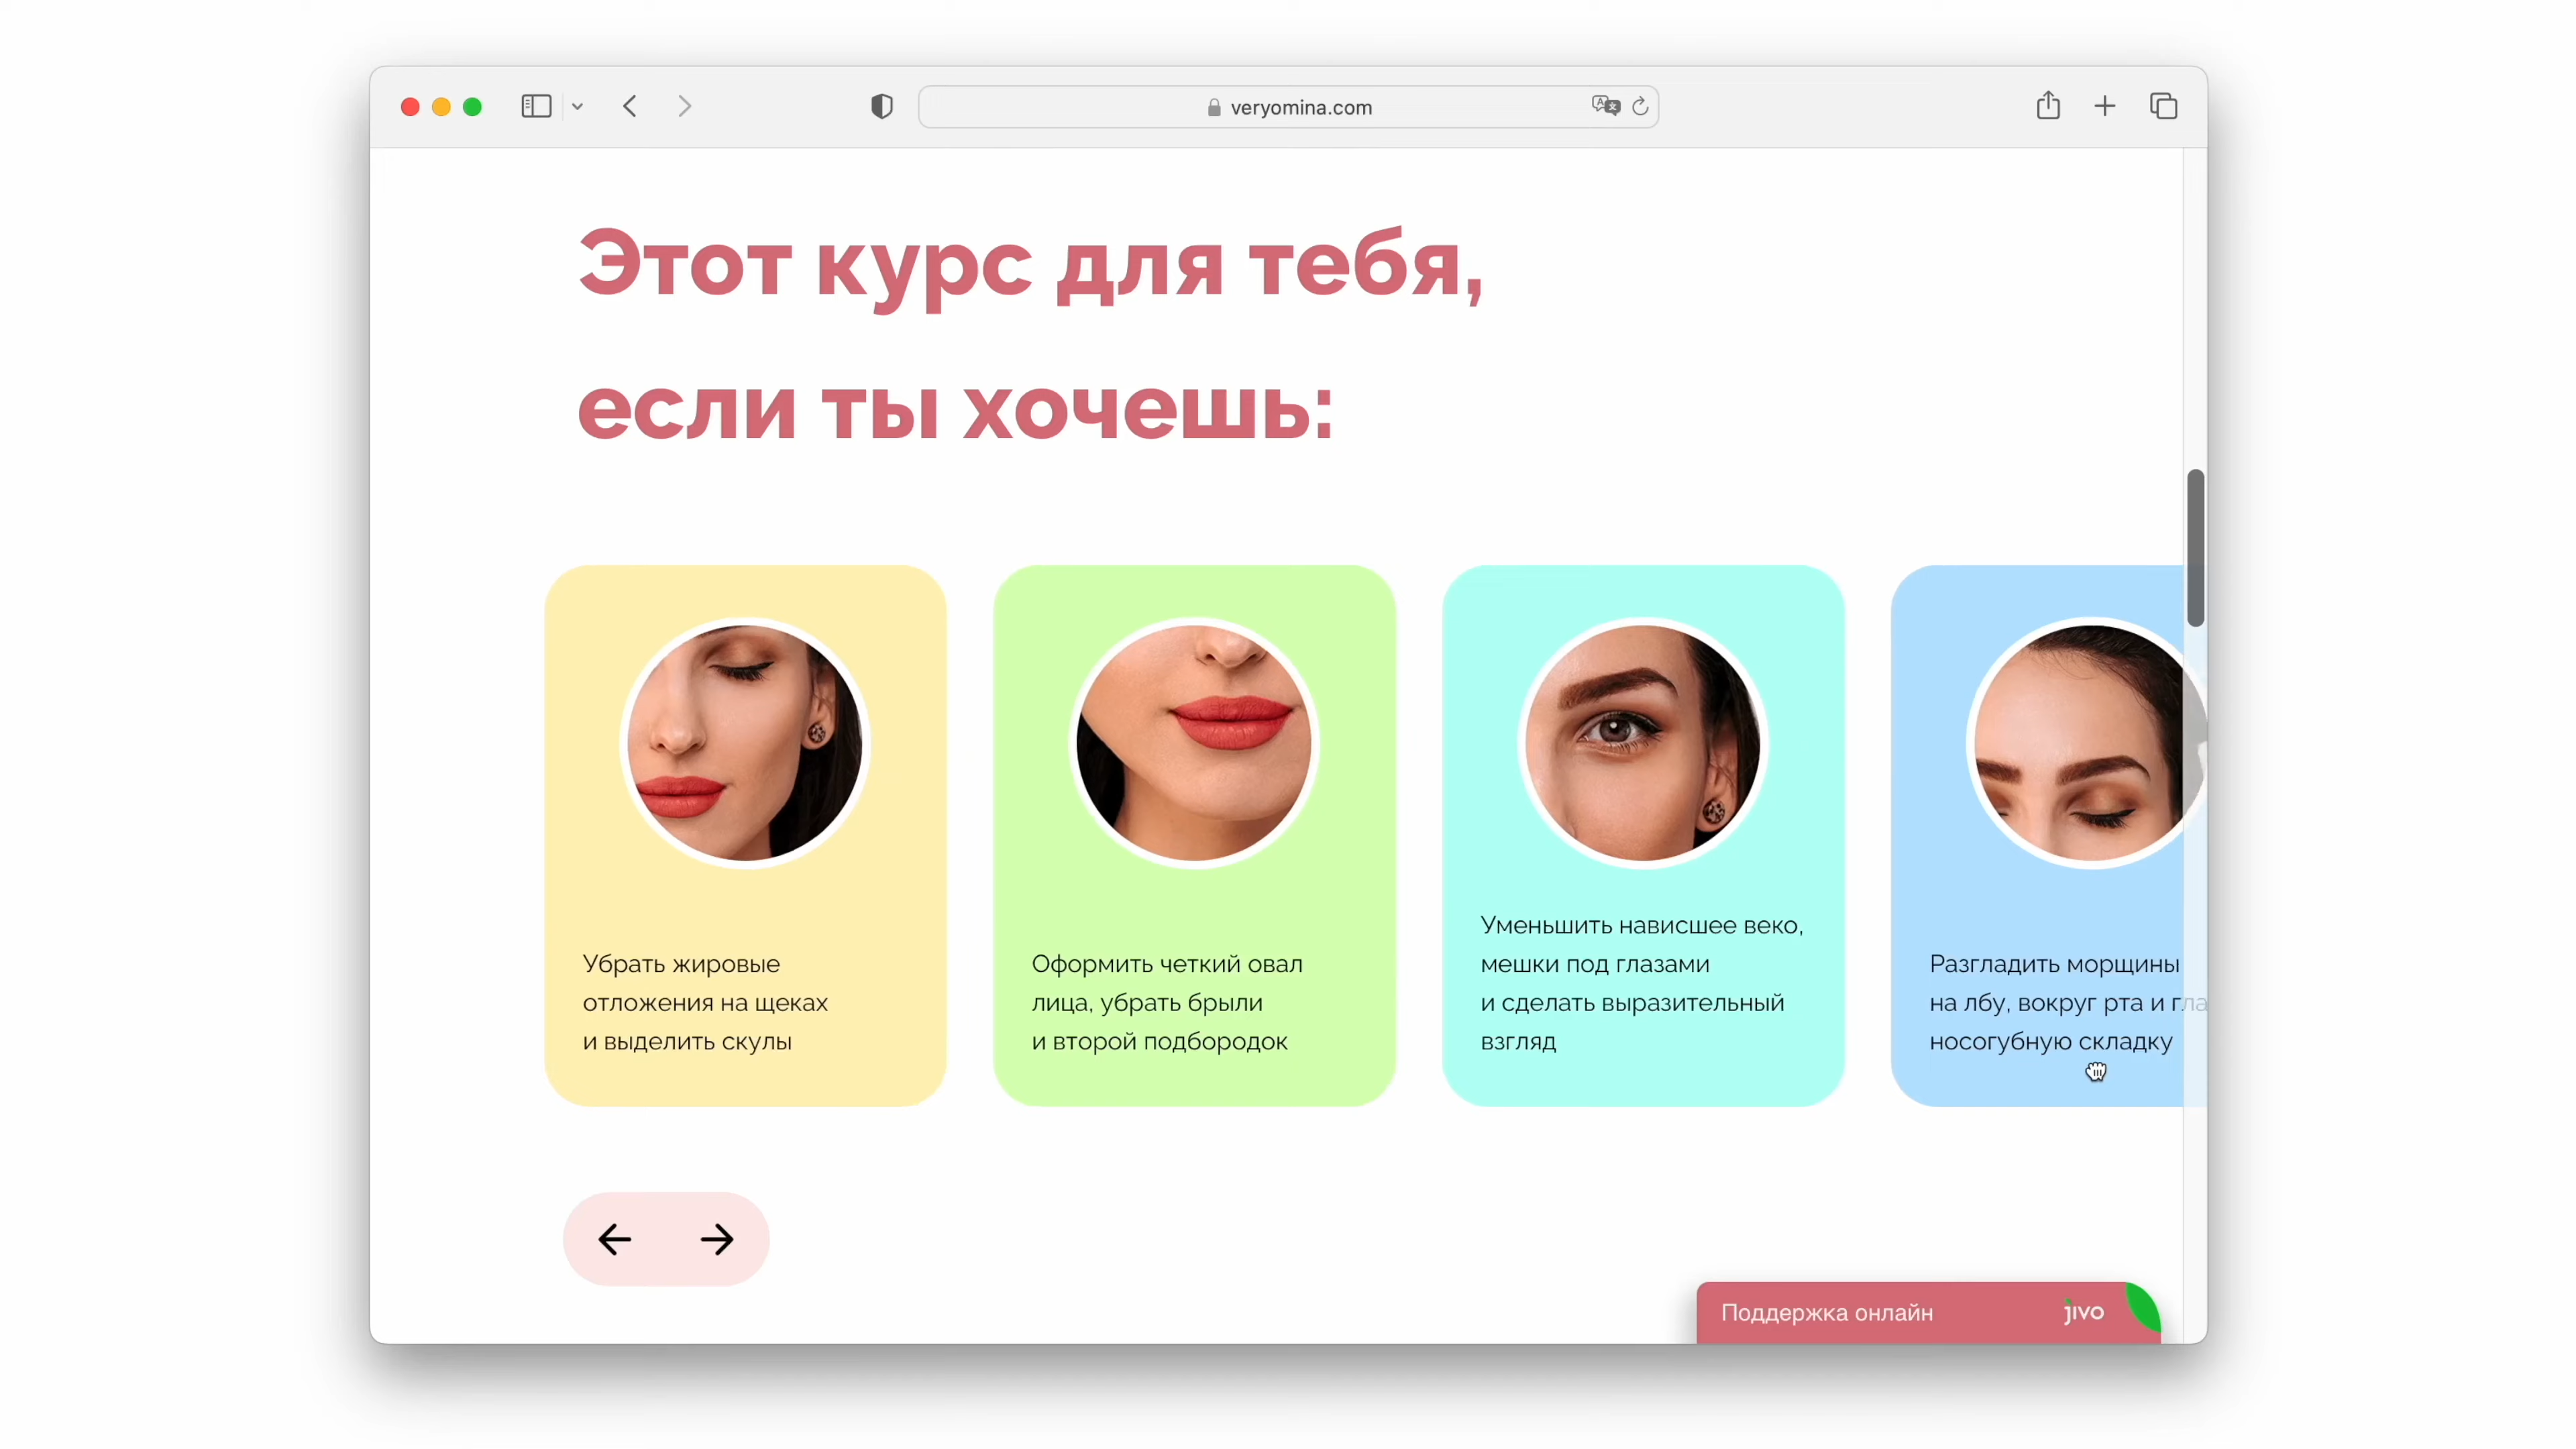 veryomina.com
Этот курс для тебя,
если ты хочешь:
Убрать жировые
отложения на щеках
и выделить скулы
Оформить четкий овал
лица, убрать брыли
и второй подбородок
Уменьшить нависшее веко,
мешки под глазами
и сделать выразительный
взгляд
Разгладить морщины
на лбу, вокруг рта и гла
носогубную складку
Поддержка онлайн
jivo